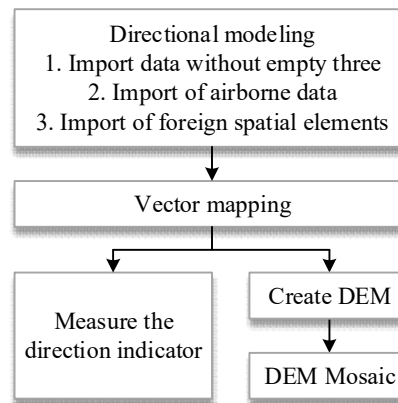 Directional modeling
1. Import data without empty three
2. Import of airborne data
3. Import of foreign spatial elements
Vector mapping
Measure the
direction indicator
Create DEM
DEM Mosaic